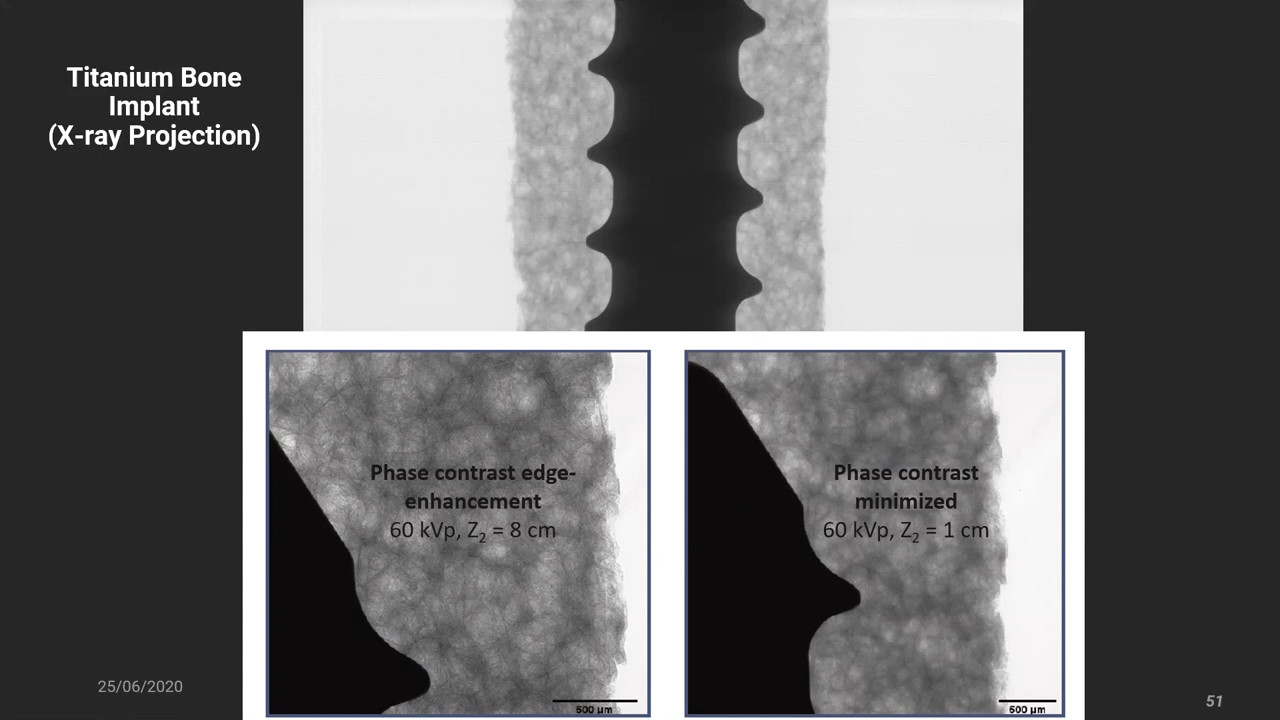 Titanium Bone
Implant
(X-ray Projection)
Phase contrast edge-
enhancement
60 kVp, Z₂ = 8 cm
500 µm
Phase contrast
minimized
60 kVp, Z₂ = 1 cm
500 µm
25/06/2020
51